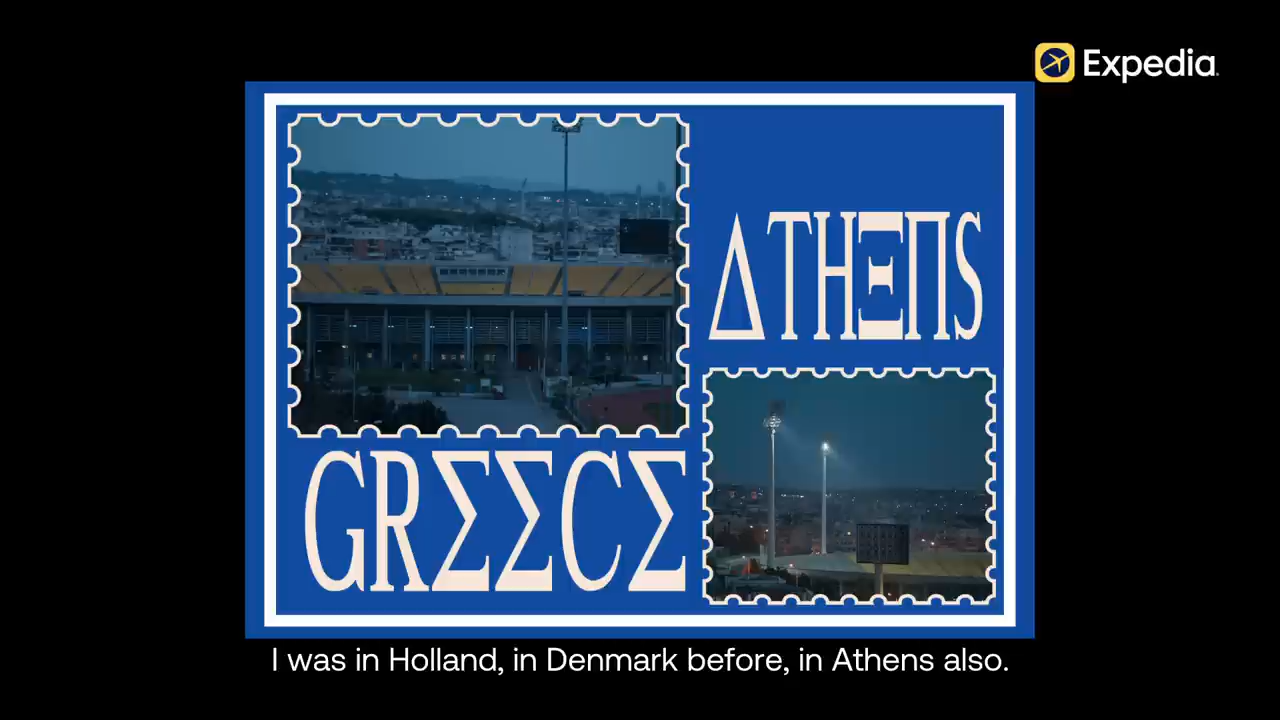 Expedia
ΔTHΞΠS
GRΣΣCΣ
I was in Holland, in Denmark before, in Athens also.